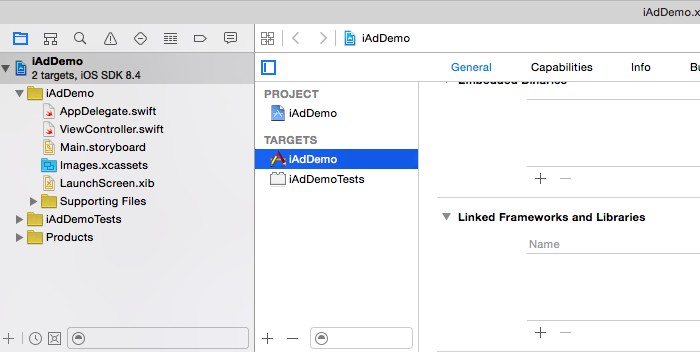 iAdDemo.x
iAdDemo
2 targets, iOS SDK 8.4
iAdDemo
AppDelegate.swift
ViewController.swift
Main.storyboard
Images.xcassets
LaunchScreen.xib
Supporting Files
iAdDemoTests
Products
iAdDemo
General Capabilities Info Bu
PROJECT
iAdDemo
TARGETS
iAdDemo
iAdDemoTests
Embedded Binaries
Linked Frameworks and Libraries
Name